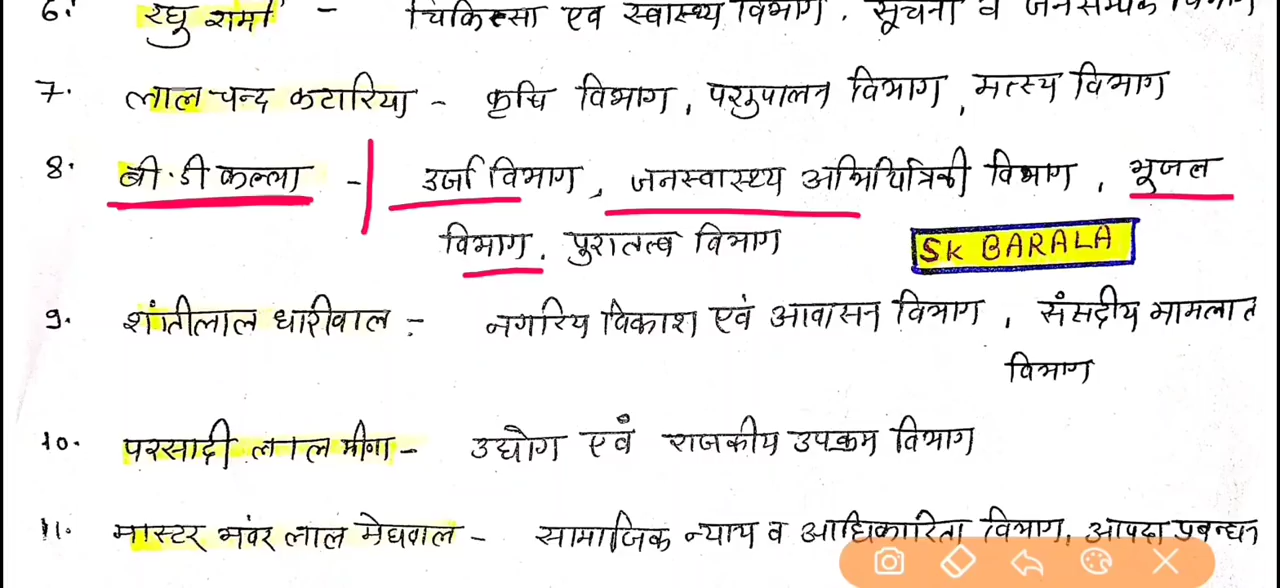 6. रघु शर्मा - चिकित्सा एवं स्वास्थ्य विभाग, सूचना व जनसम्पर्क विभाग
7. लाल चन्द कटारिया - कृषि विभाग, पशुपालन विभाग, मत्स्य विभाग
8. बी.डी कल्ला - उर्जा विभाग, जनस्वास्थ्य अभियांत्रिकी विभाग, भूजल
विभाग, पुरातत्व विभाग
SK BARALA
9. शांतीलाल धारीवाल :- नगरिय विकाश एवं आवासन विभाग, संसदीय मामलात
विभाग
10. परसादी लाल मीणा - उद्योग एवं राजकीय उपक्रम विभाग
11. मास्टर भंवर लाल मेघवाल - सामाजिक न्याय व आधिकारिता विभाग, आपदा प्रबन्धन